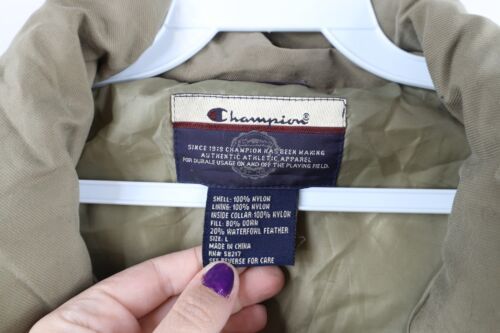 Champion®
SINCE 1919 CHAMPION HAS BEEN MAKING
AUTHENTIC ATHLETIC APPAREL
FOR DURABLE USAGE ON AND OFF THE PLAYING FIELD.
SHELL: 100% NYLON
LINING: 100% NYLON
INSIDE COLLAR: 100% NYLON
FILL: 80% DOWN
20% WATERFOWL FEATHER
SIZE: L
MADE IN CHINA
RN# 58217
SEE REVERSE FOR CARE